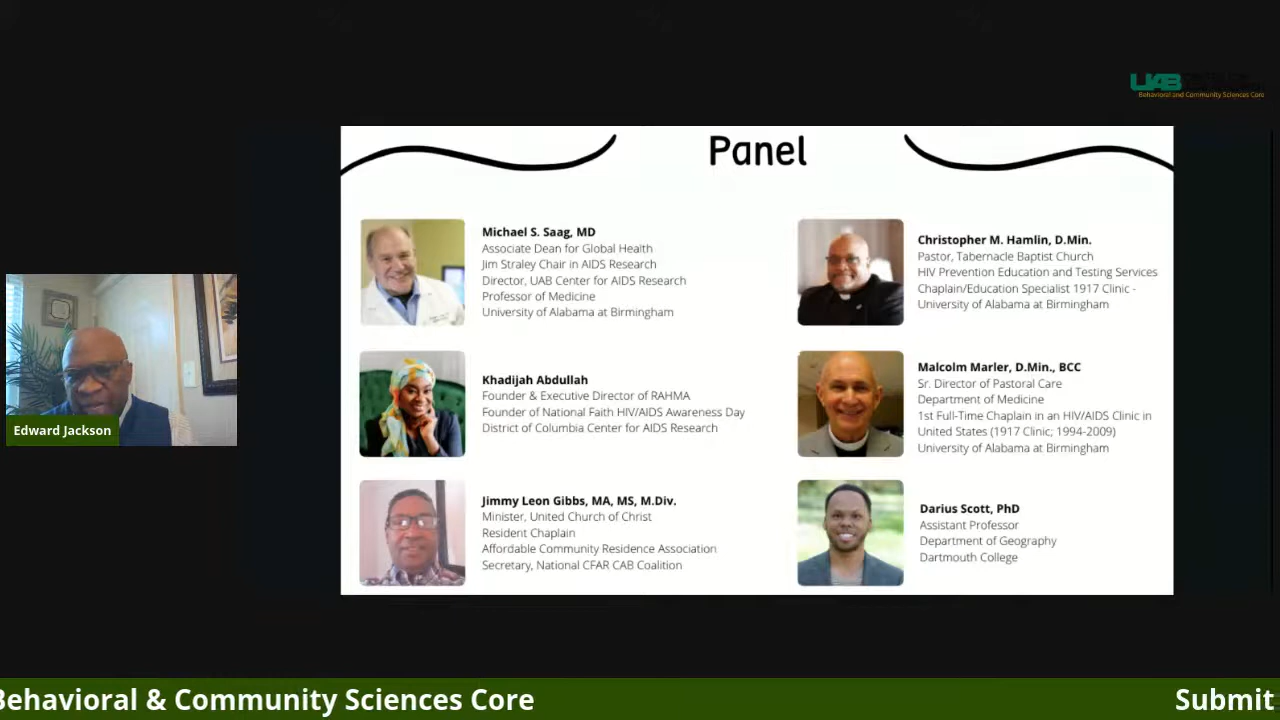 UAB
Behavioral and Community Sciences Core
Panel
Michael S. Saag, MD
Associate Dean for Global Health
Jim Straley Chair in AIDS Research
Director, UAB Center for AIDS Research
Professor of Medicine
University of Alabama at Birmingham
Christopher M. Hamlin, D.Min.
Pastor, Tabernacle Baptist Church
HIV Prevention Education and Testing Services
Chaplain/Education Specialist 1917 Clinic -
University of Alabama at Birmingham
Khadijah Abdullah
Founder & Executive Director of RAHMA
Founder of National Faith HIV/AIDS Awareness Day
District of Columbia Center for AIDS Research
Malcolm Marler, D.Min., BCC
Sr. Director of Pastoral Care
Department of Medicine
1st Full-Time Chaplain in an HIV/AIDS Clinic in
United States (1917 Clinic; 1994-2009)
University of Alabama at Birmingham
Jimmy Leon Gibbs, MA, MS, M.Div.
Minister, United Church of Christ
Resident Chaplain
Affordable Community Residence Association
Secretary, National CFAR CAB Coalition
Darius Scott, PhD
Assistant Professor
Department of Geography
Dartmouth College
Edward Jackson
Behavioral & Community Sciences Core
Submit